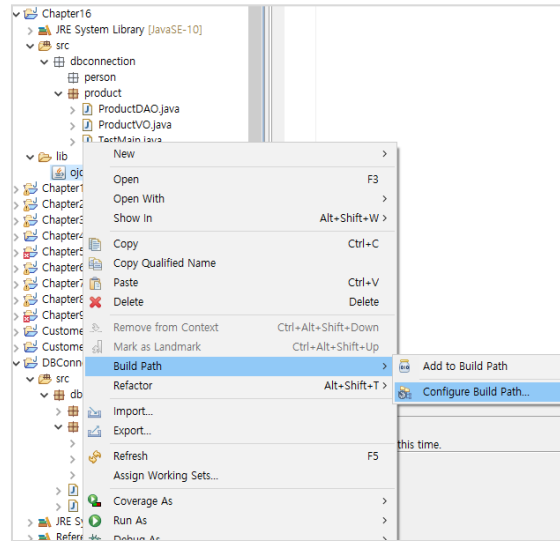 Chapter16
JRE System Library [JavaSE-10]
src
dbconnection
person
product
ProductDAO.java
ProductVO.java
TestMain.java
lib
ojd
Chapter1
Chapter2
Chapter3
Chapter4
Chapter5
Chapter6
Chapter7
Chapter8
Chapter9
Custome
Custome
DBConn
src
db
JRE Sy
Refere
New
Open F3
Open With
Show In Alt+Shift+W >
Copy Ctrl+C
Copy Qualified Name
Paste Ctrl+V
Delete Delete
Remove from Context Ctrl+Alt+Shift+Down
Mark as Landmark Ctrl+Alt+Shift+Up
Build Path
Refactor Alt+Shift+T >
Import...
Export...
Refresh F5
Assign Working Sets...
Coverage As
Run As
Debug As
Add to Build Path
Configure Build Path...
this time.